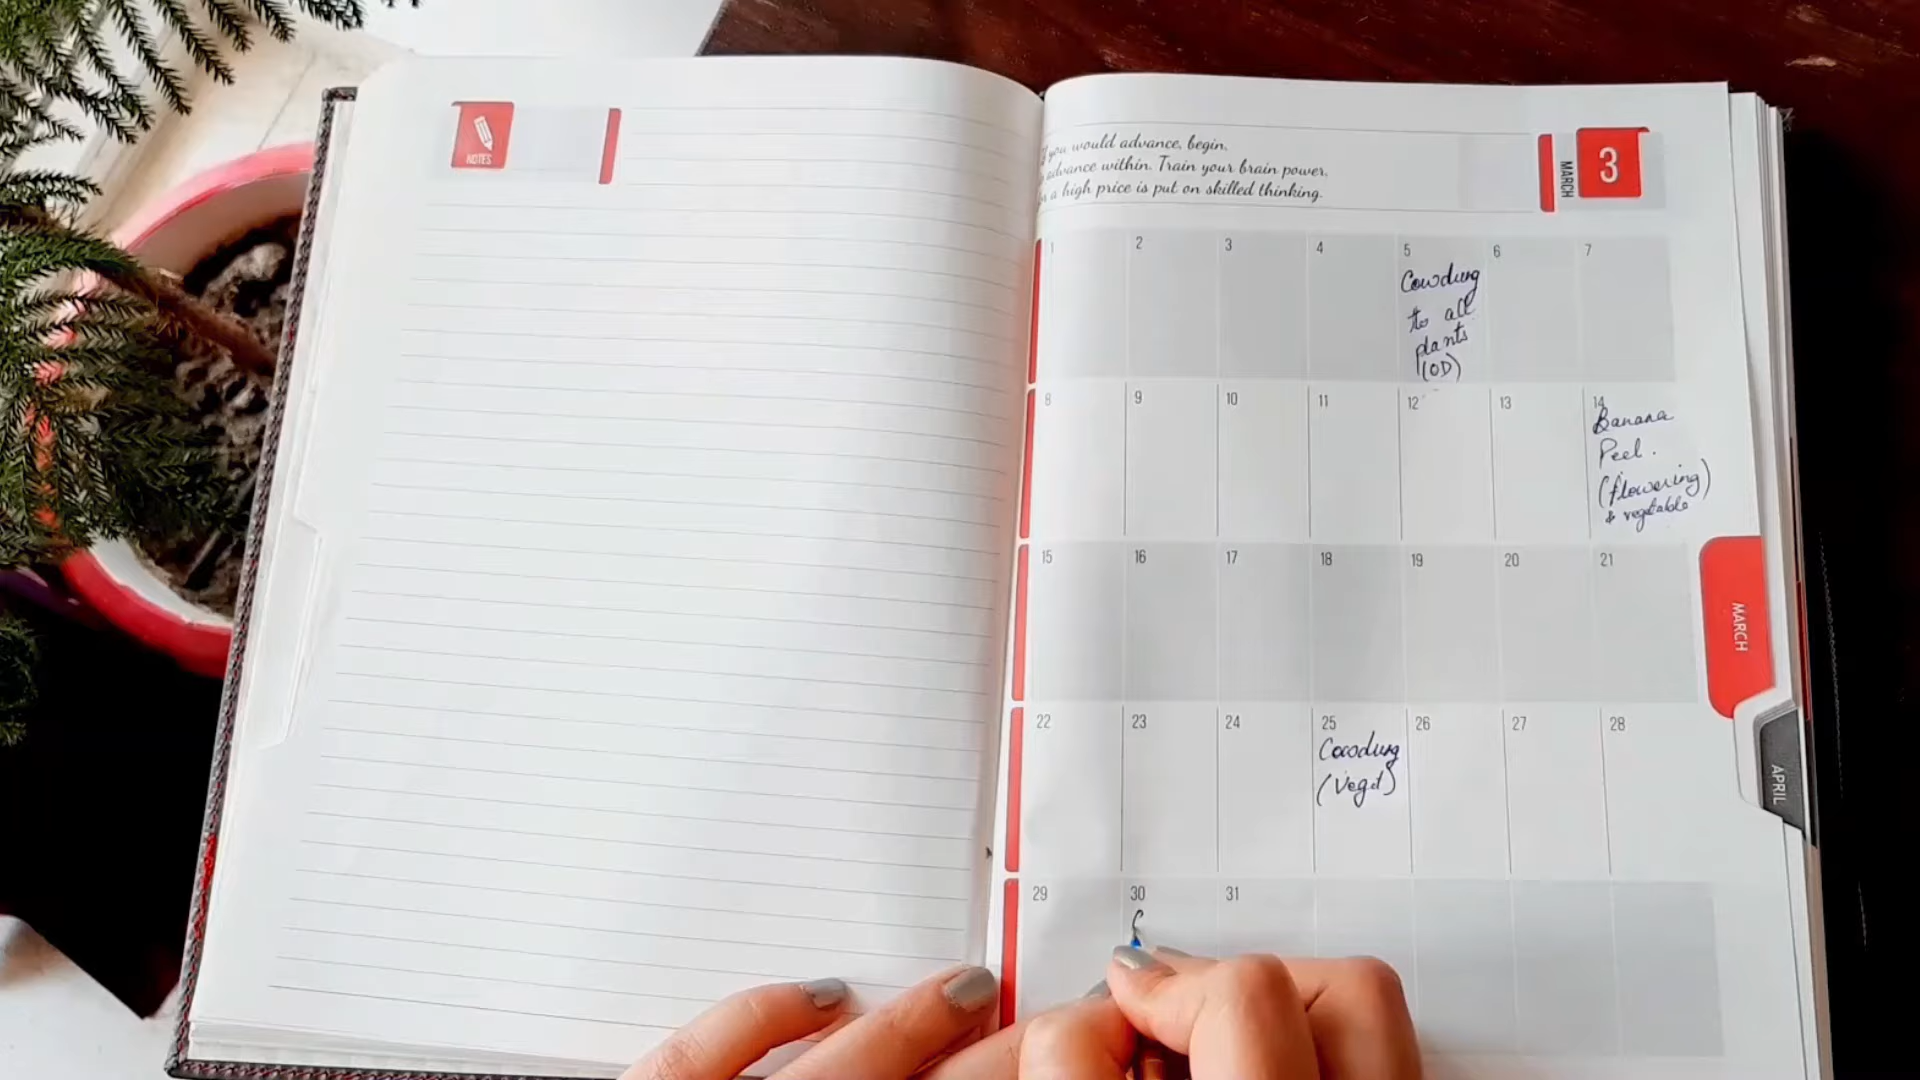 NOTES
you would advance, begin,
advance within. Train your brain power,
a high price is put on skilled thinking.
MARCH
3
1 2 3 4 5 6 7
Cowdung
to all
plants
(OD)
8 9 10 11 12 13 14
Banana
Peel.
(flowering)
& vegetable
15 16 17 18 19 20 21
MARCH
22 23 24 25 26 27 28
Cowdung
(Veget)
APRIL
29 30 31
C